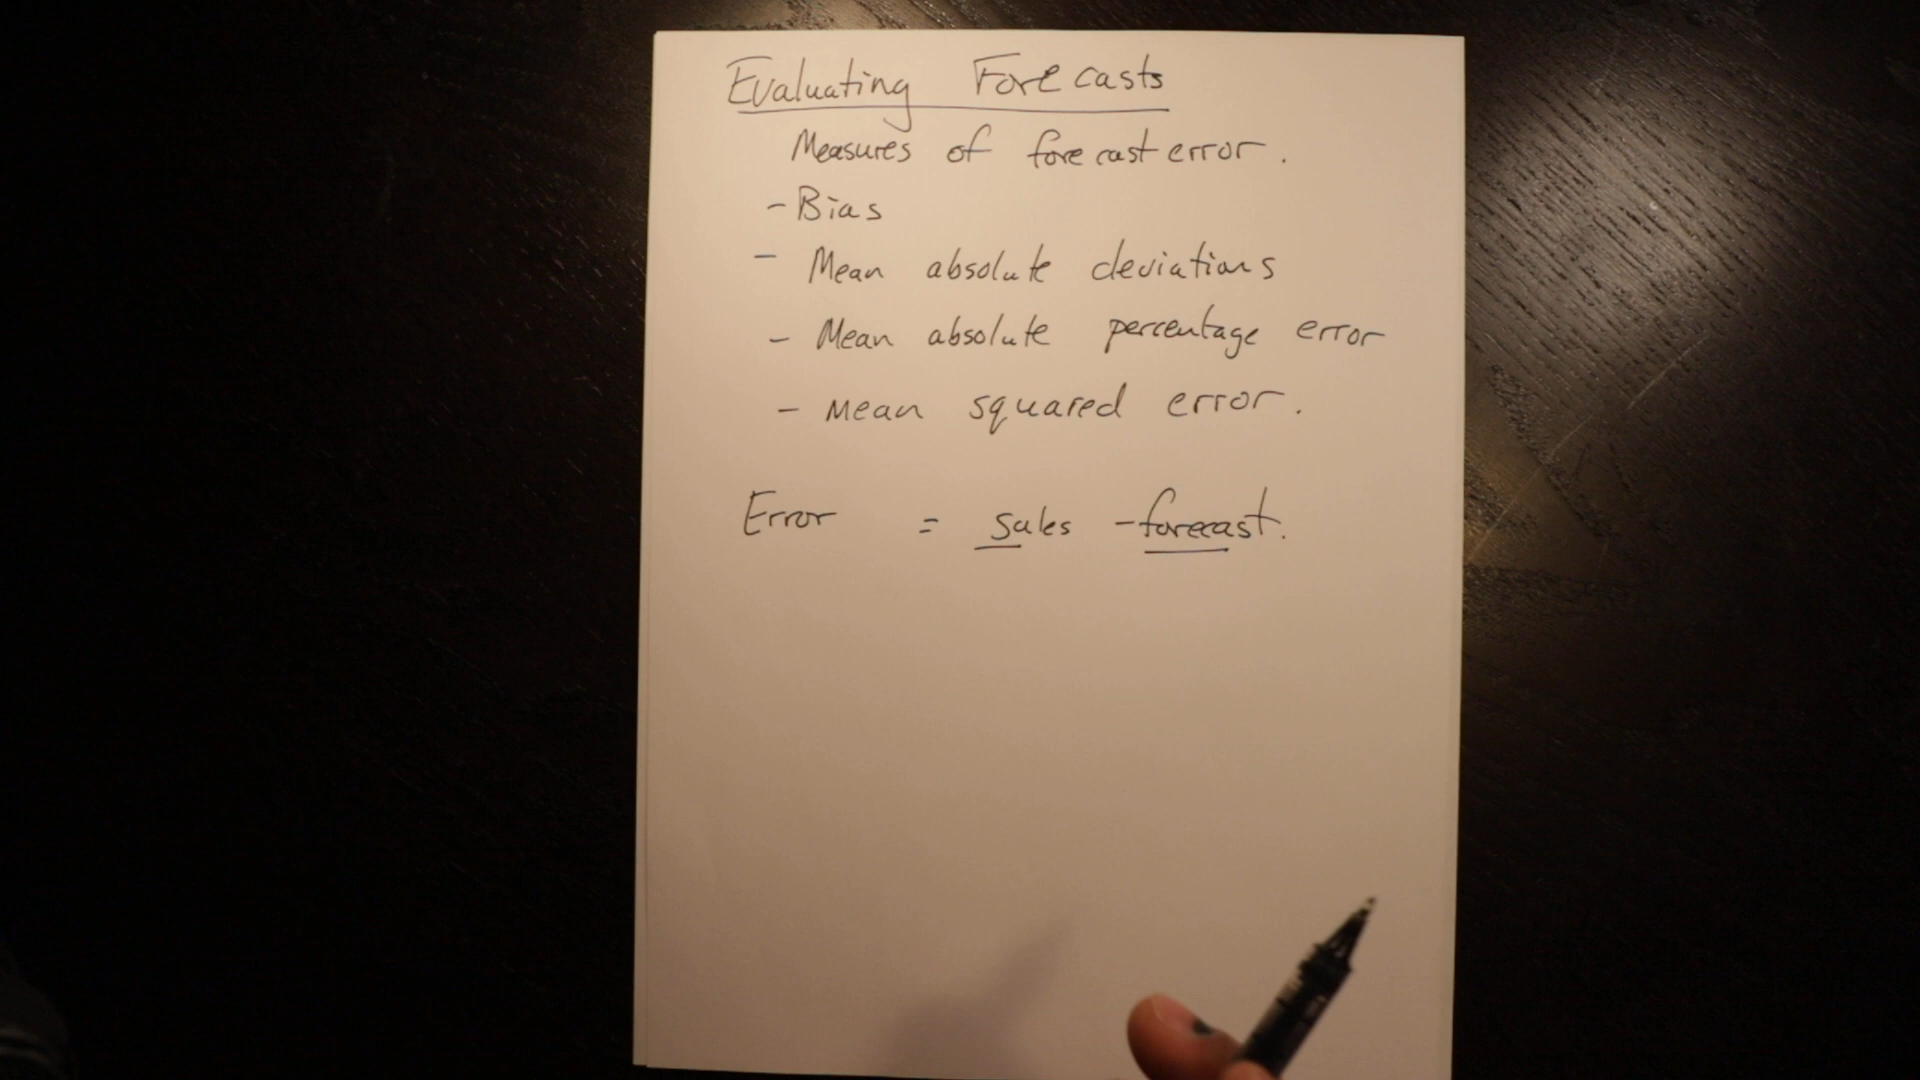 Evaluating Forecasts
Measures of forecast error.
- Bias
- Mean absolute deviations
- Mean absolute percentage error
- Mean squared error.
Error = sales - forecast.